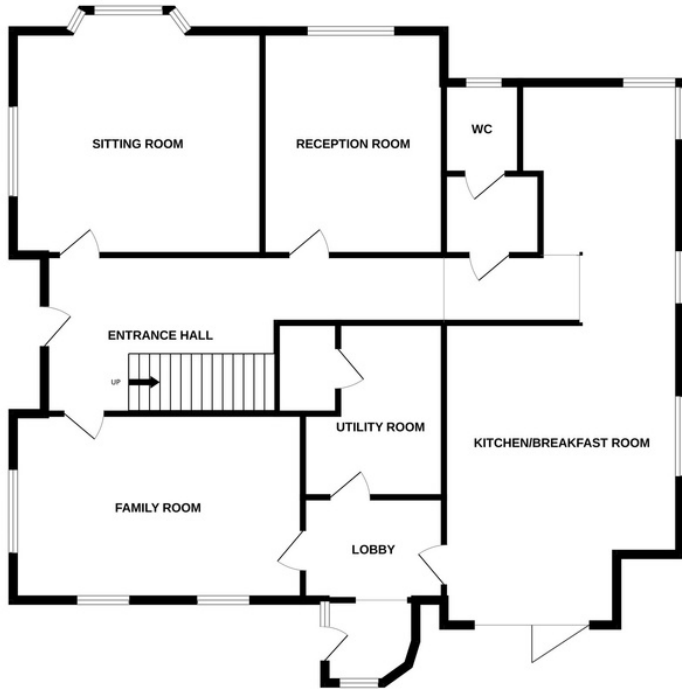 SITTING ROOM
RECEPTION ROOM
WC
ENTRANCE HALL
UP
UTILITY ROOM
KITCHEN/BREAKFAST ROOM
FAMILY ROOM
LOBBY